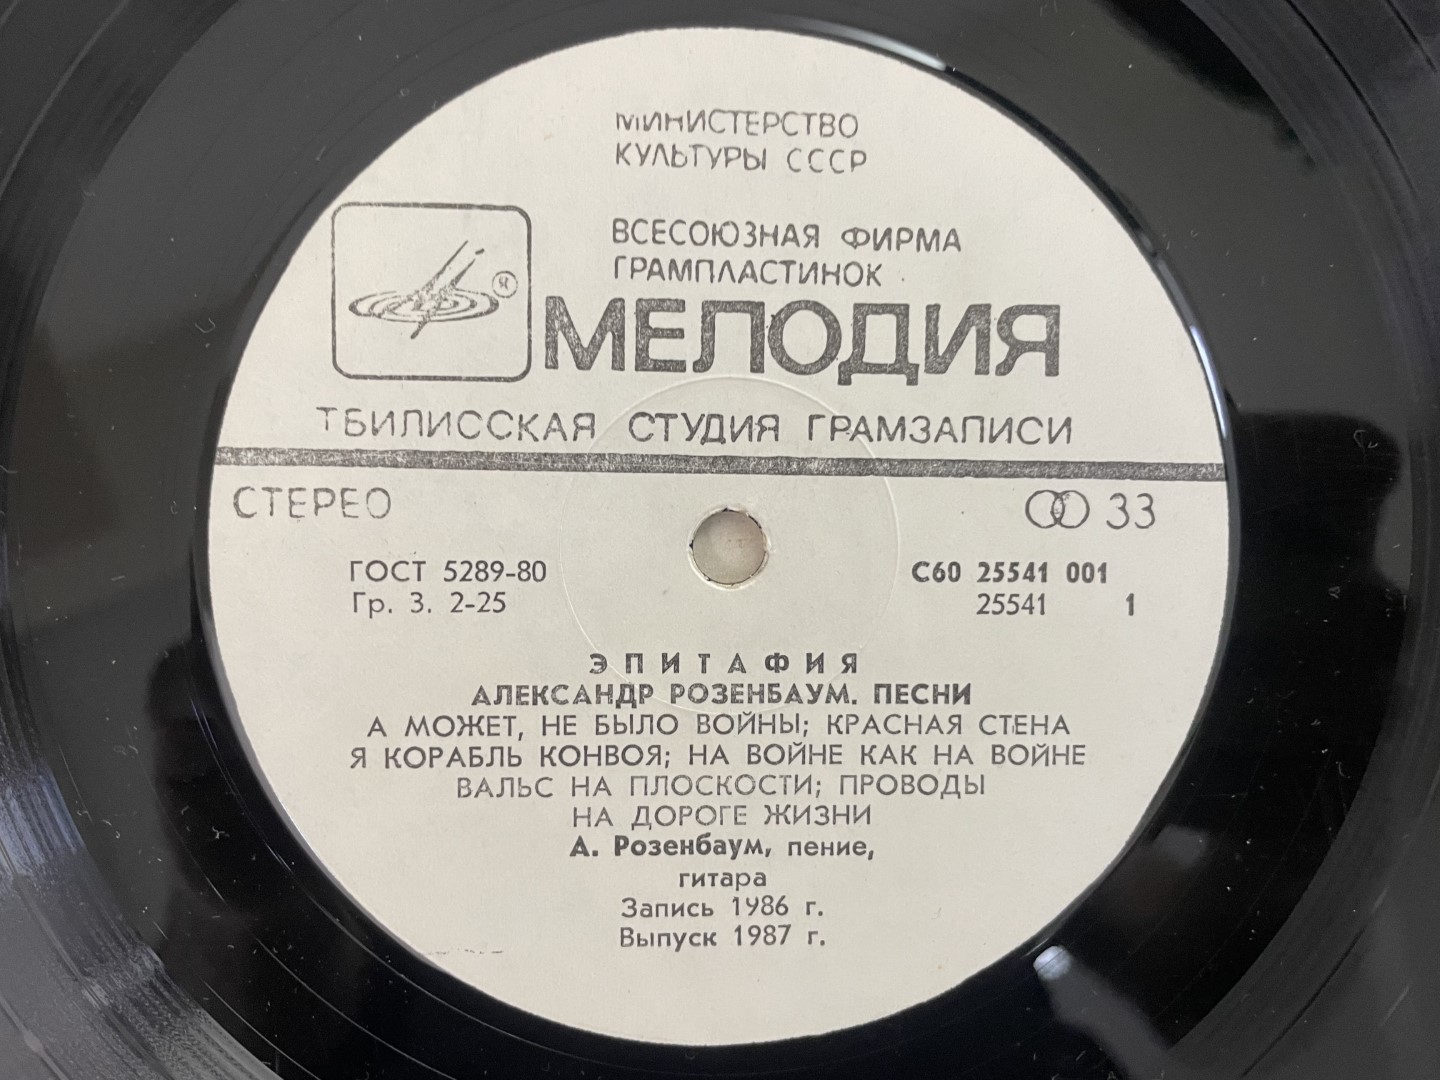 МИНИСТЕРСТВО
КУЛЬТУРЫ СССР
ВСЕСОЮЗНАЯ ФИРМА
ГРАМПЛАСТИНОК
МЕЛОДИЯ
ТБИЛИССКАЯ СТУДИЯ ГРАМЗАПИСИ
СТЕРЕО
33
ГОСТ 5289-80
С60 25541 001
Гр. 3. 2-25
25541 1
ЭПИТАФИЯ
АЛЕКСАНДР РОЗЕНБАУМ. ПЕСНИ
А МОЖЕТ, НЕ БЫЛО ВОЙНЫ; КРАСНАЯ СТЕНА
Я КОРАБЛЬ КОНВОЯ; НА ВОЙНЕ КАК НА ВОЙНЕ
ВАЛЬС НА ПЛОСКОСТИ; ПРОВОДЫ
НА ДОРОГЕ ЖИЗНИ
А. Розенбаум, пение,
гитара
Запись 1986 г.
Выпуск 1987 г.